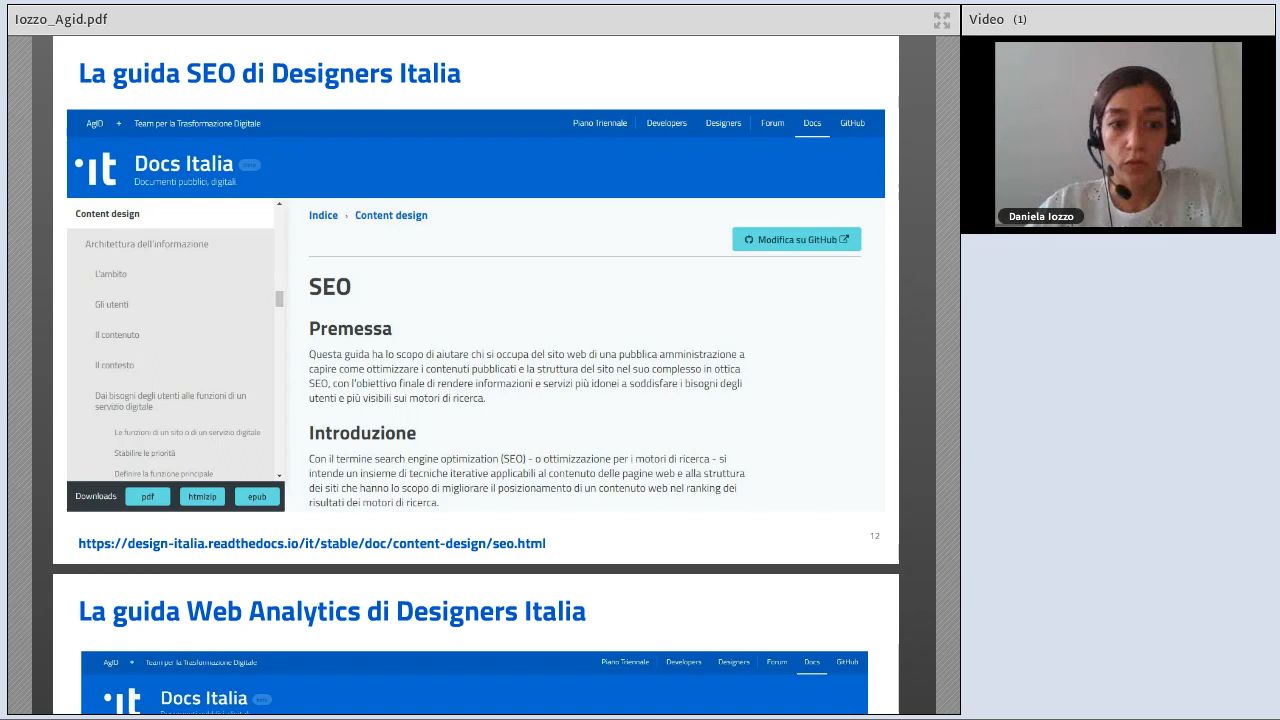 Iozzo_Agid.pdf
Video (1)
Daniela Iozzo
La guida SEO di Designers Italia
AgID + Team per la Trasformazione Digitale
Piano Triennale Developers Designers Forum Docs GitHub
Docs Italia beta
Documenti pubblici, digitali.
Content design
Architettura dell'informazione
L'ambito
Gli utenti
Il contenuto
Il contesto
Dai bisogni degli utenti alle funzioni di un
servizio digitale
Le funzioni di un sito o di un servizio digitale
Stabilire le priorità
Definire la funzione principale
Downloads pdf htmlzip epub
Indice › Content design
Modifica su GitHub
SEO
Premessa
Questa guida ha lo scopo di aiutare chi si occupa del sito web di una pubblica amministrazione a
capire come ottimizzare i contenuti pubblicati e la struttura del sito nel suo complesso in ottica
SEO, con l'obiettivo finale di rendere informazioni e servizi più idonei a soddisfare i bisogni degli
utenti e più visibili sui motori di ricerca.
Introduzione
Con il termine search engine optimization (SEO) - o ottimizzazione per i motori di ricerca - si
intende un insieme di tecniche iterative applicabili al contenuto delle pagine web e alla struttura
dei siti che hanno lo scopo di migliorare il posizionamento di un contenuto web nel ranking dei
risultati dei motori di ricerca.
https://design-italia.readthedocs.io/it/stable/doc/content-design/seo.html
12
La guida Web Analytics di Designers Italia
AgID + Team per la Trasformazione Digitale
Piano Triennale Developers Designers Forum Docs GitHub
Docs Italia beta